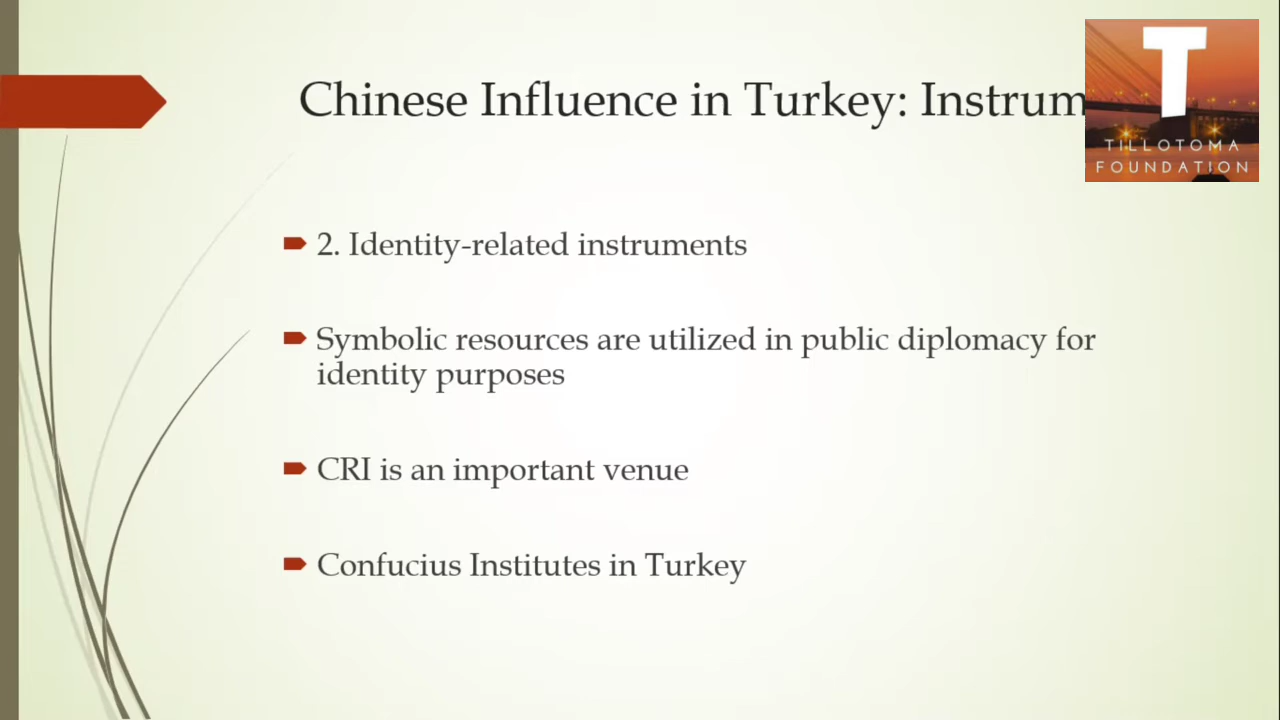 Chinese Influence in Turkey: Instrum
T
TILLOTOMA
FOUNDATION
2. Identity-related instruments
Symbolic resources are utilized in public diplomacy for
identity purposes
CRI is an important venue
Confucius Institutes in Turkey